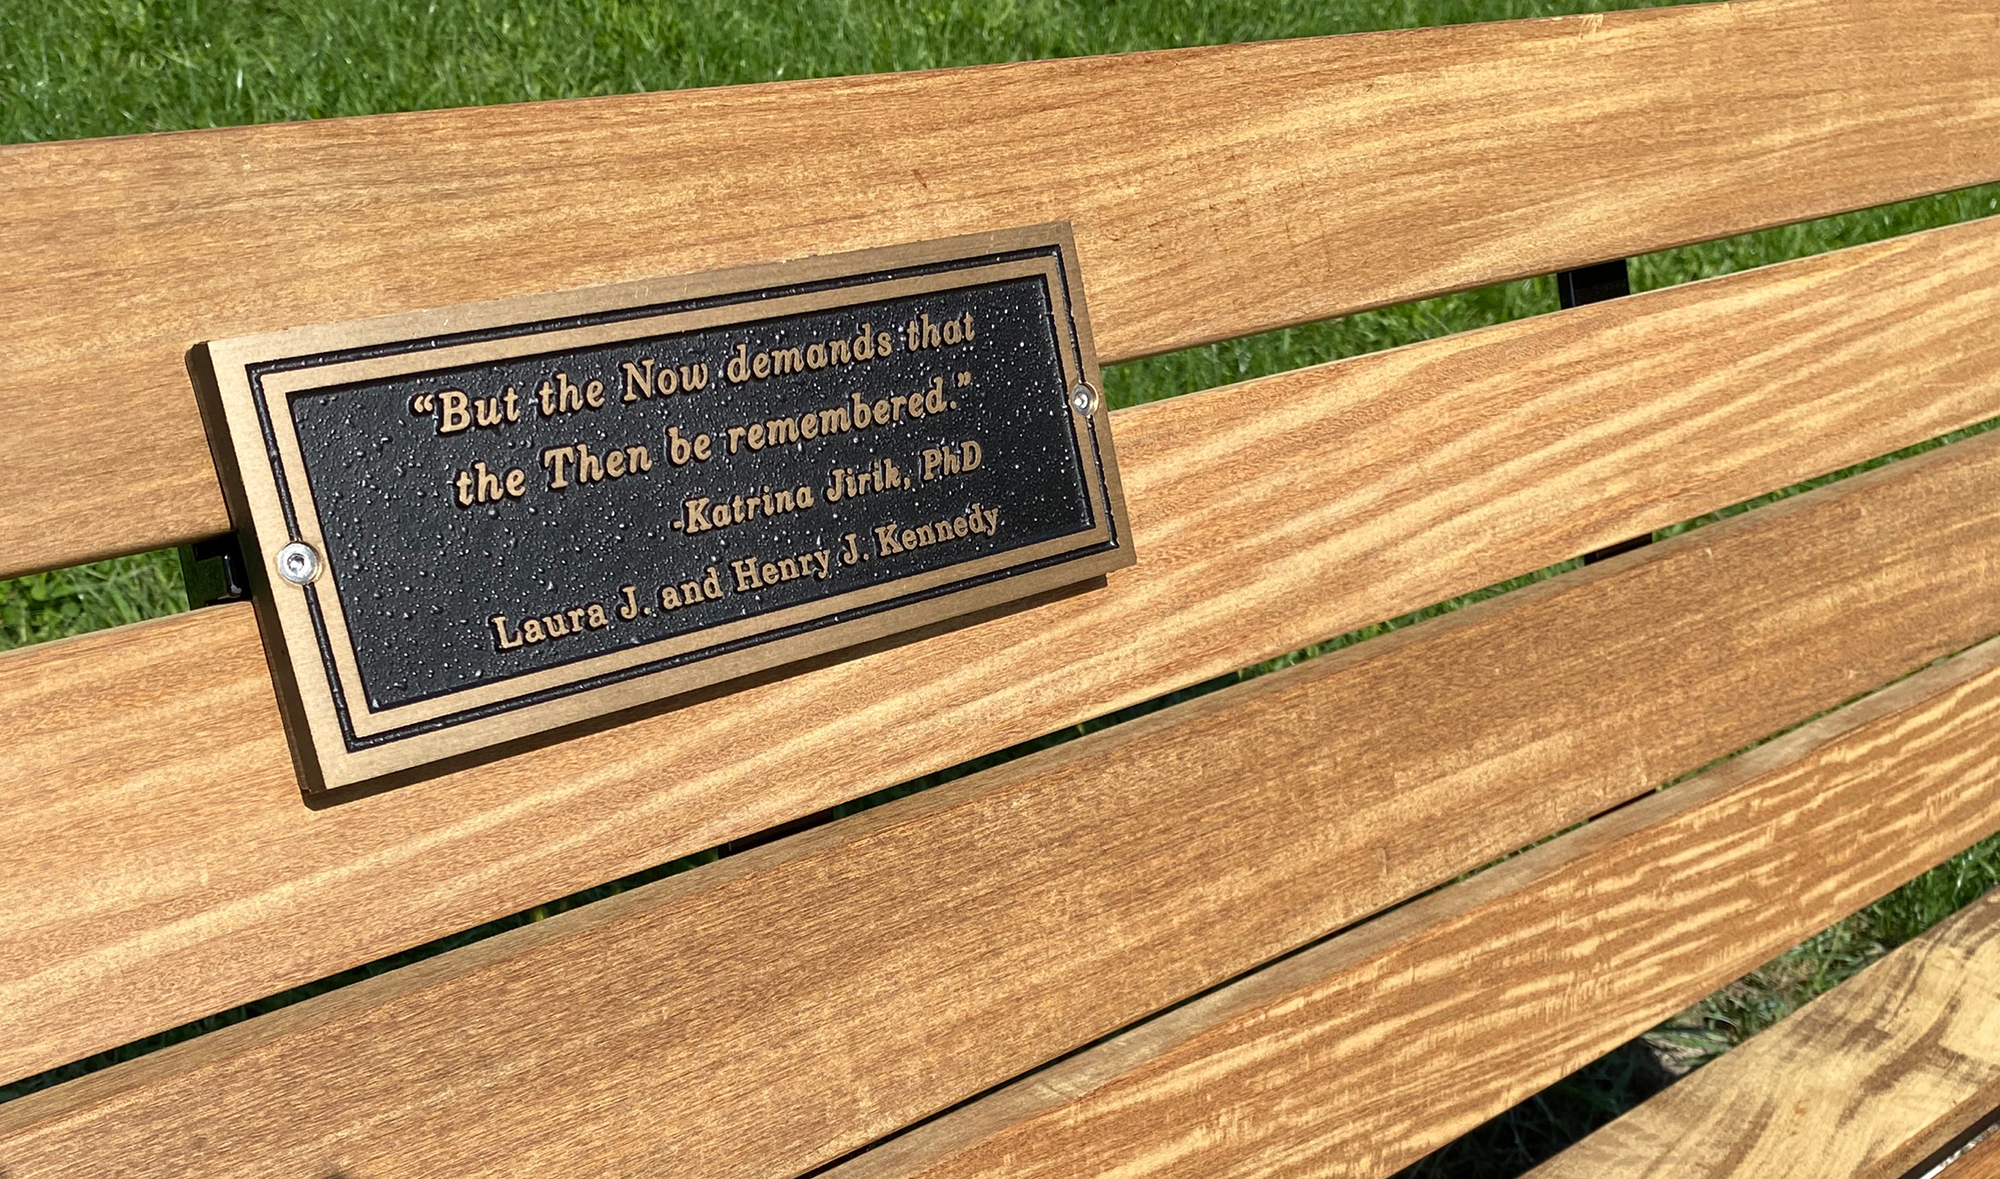 “But the Now demands that
the Then be remembered.”
-Katrina Jirik, PhD
Laura J. and Henry J. Kennedy